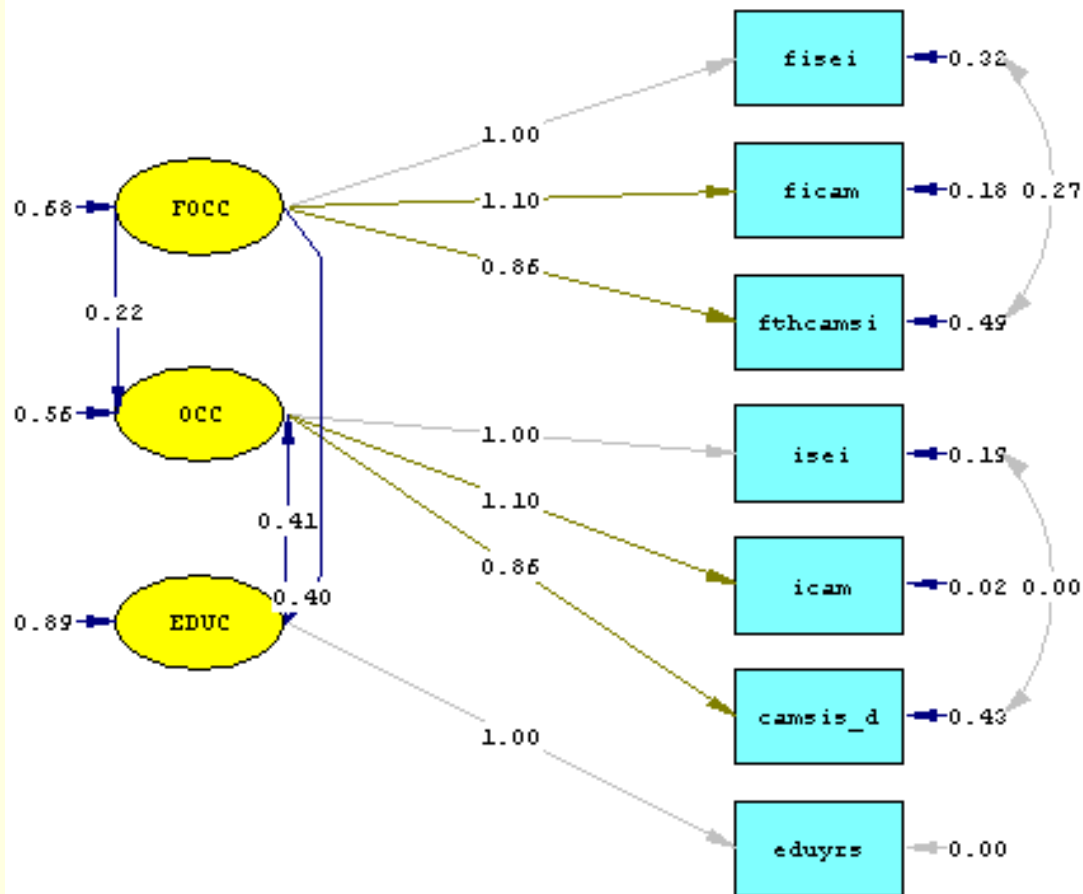 fisei
0.32
1.00
0.68
FOCC
1.10
ficam
0.18 0.27
0.86
0.22
fthcamsi
0.49
0.56
OCC
1.00
isei
0.19
1.10
0.41
0.86
icam
0.02 0.00
0.40
0.89
EDUC
camsis_d
0.43
1.00
eduyrs
0.00